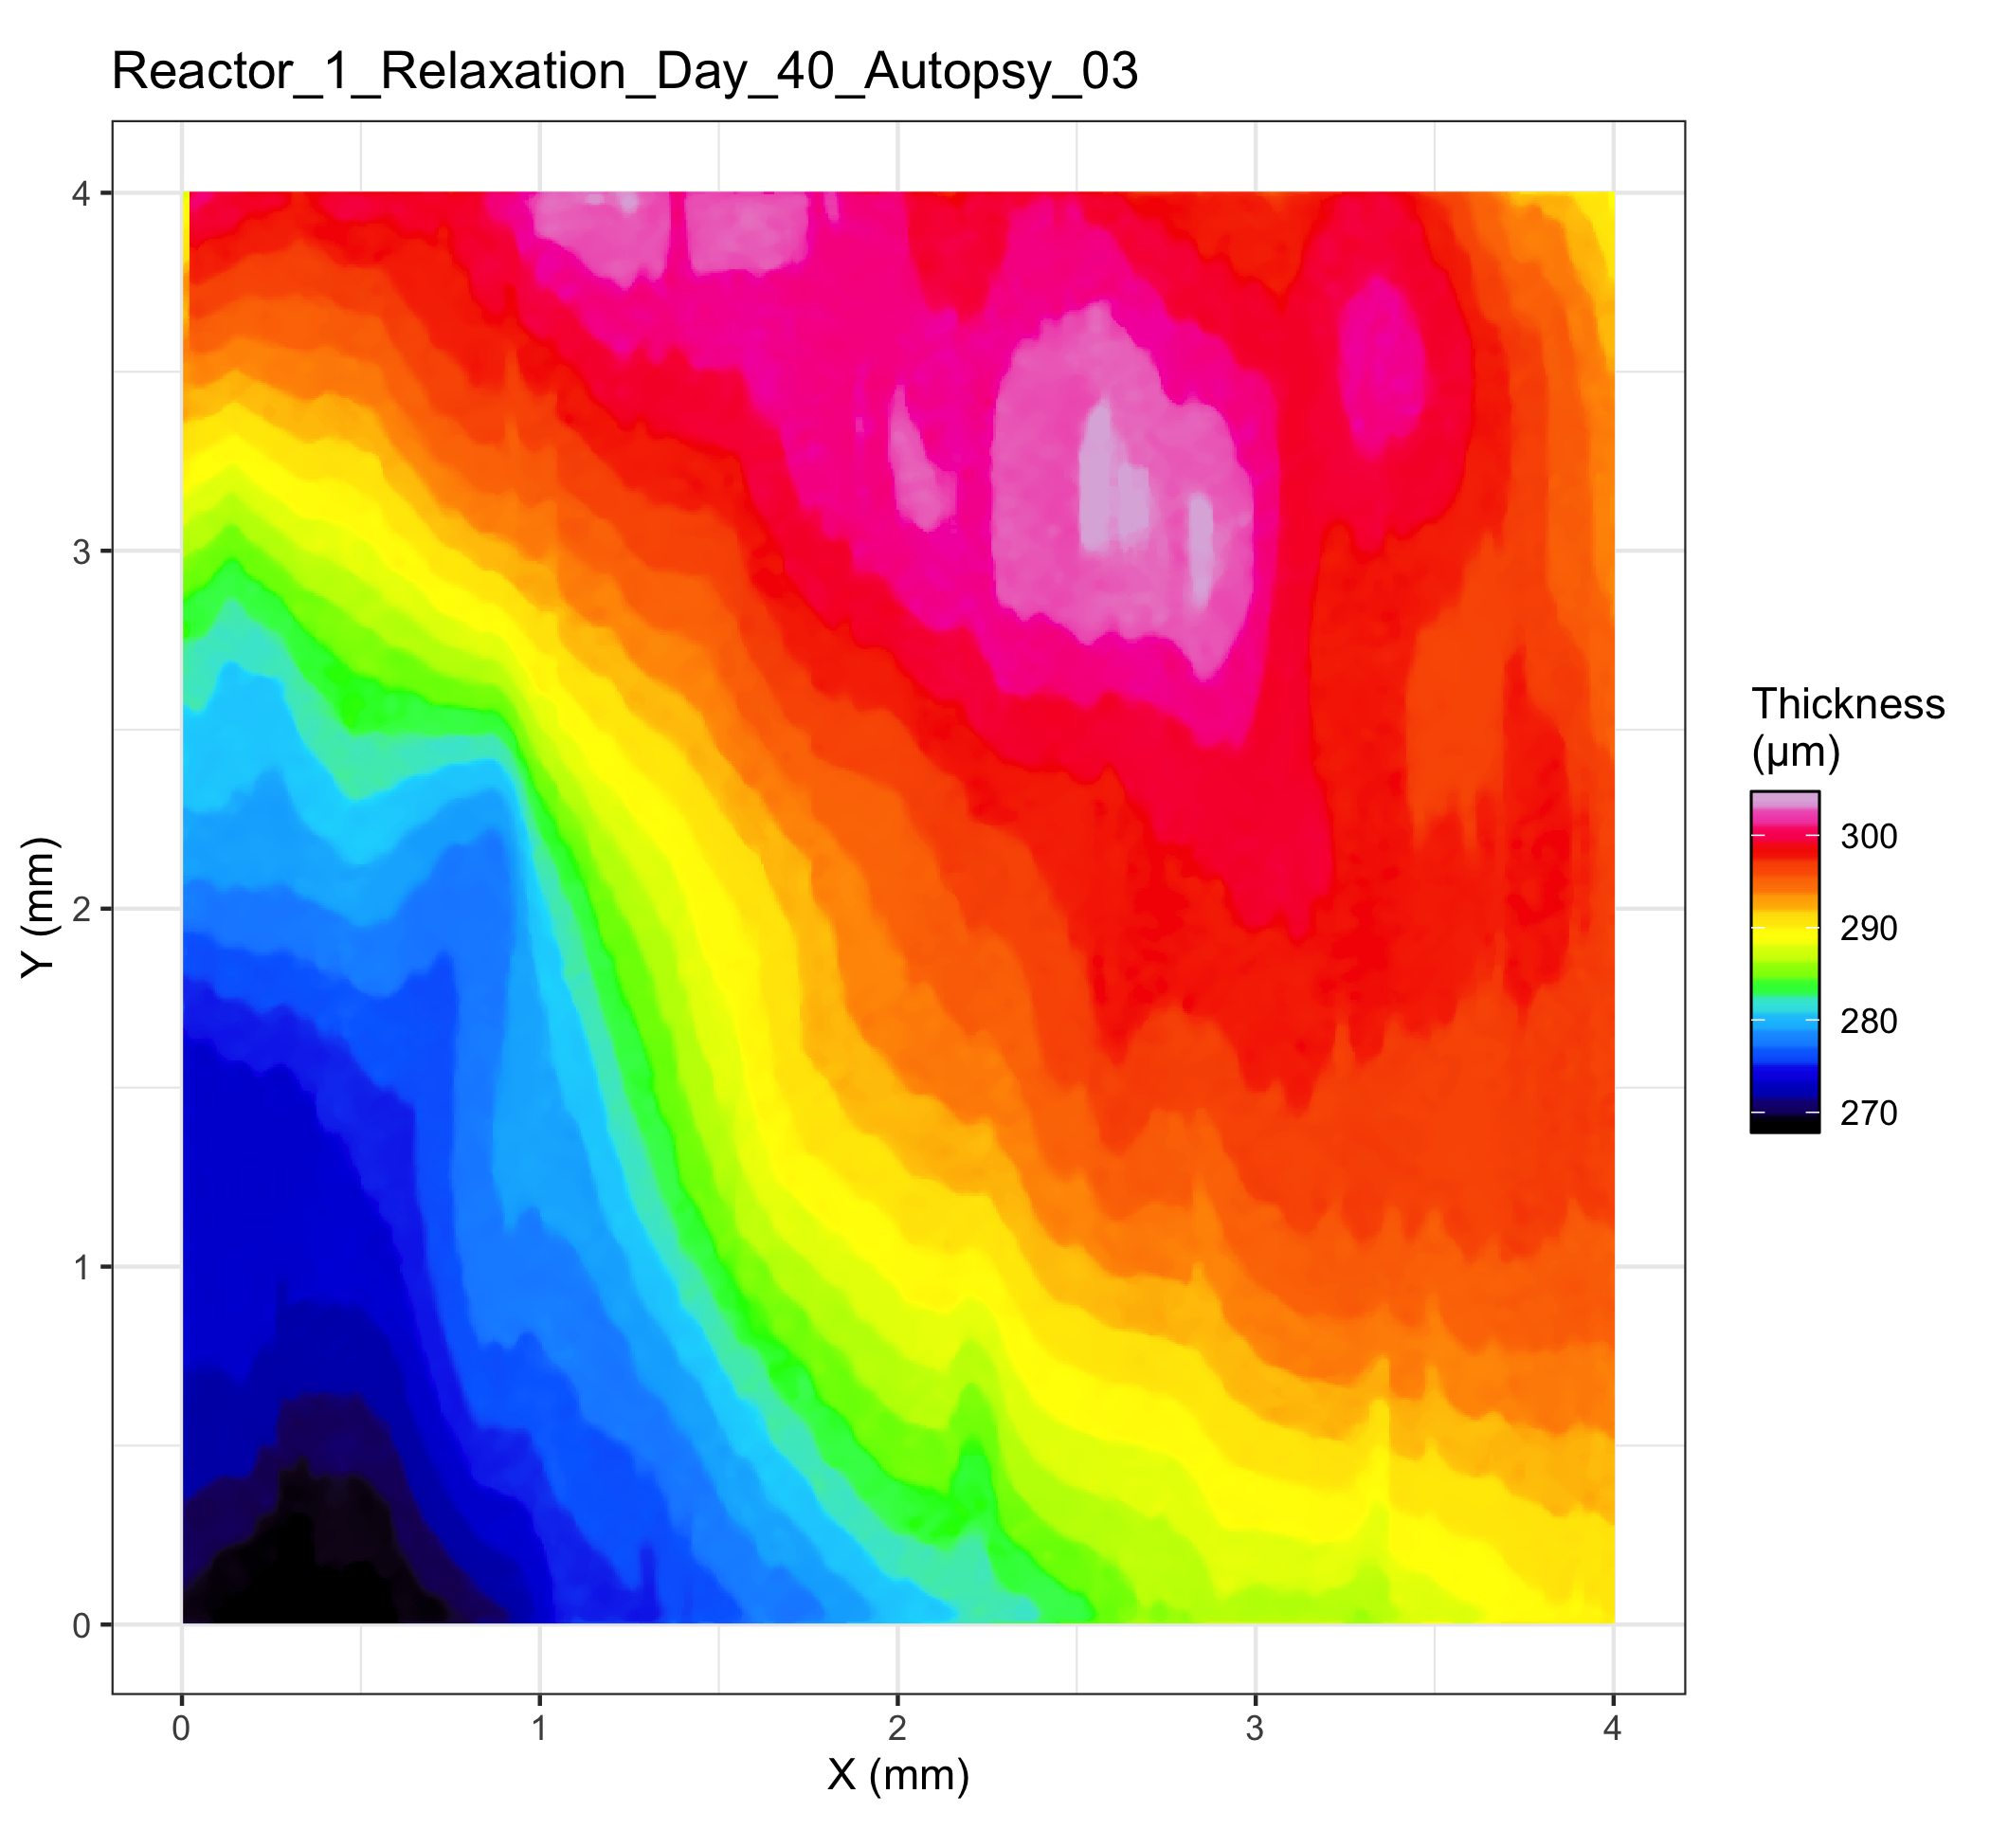 Reactor_1_Relaxation_Day_40_Autopsy_03
4
3
2
1
0
Y (mm)
0 1 2 3 4
X (mm)
Thickness
(µm)
300
290
280
270